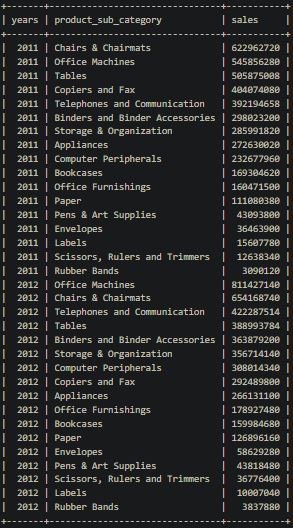 +-------+--------------------------------+-----------+
| years | product_sub_category           | sales     |
+-------+--------------------------------+-----------+
|  2011 | Chairs & Chairmats             | 622962720 |
|  2011 | Office Machines                | 545856280 |
|  2011 | Tables                         | 505875008 |
|  2011 | Copiers and Fax                | 404074080 |
|  2011 | Telephones and Communication   | 392194658 |
|  2011 | Binders and Binder Accessories | 298023200 |
|  2011 | Storage & Organization         | 285991820 |
|  2011 | Appliances                     | 272630020 |
|  2011 | Computer Peripherals           | 232677960 |
|  2011 | Bookcases                      | 169304620 |
|  2011 | Office Furnishings             | 160471500 |
|  2011 | Paper                          | 111080380 |
|  2011 | Pens & Art Supplies            |  43093800 |
|  2011 | Envelopes                      |  36463900 |
|  2011 | Labels                         |  15607780 |
|  2011 | Scissors, Rulers and Trimmers  |  12638340 |
|  2011 | Rubber Bands                   |   3090120 |
|  2012 | Office Machines                | 811427140 |
|  2012 | Chairs & Chairmats             | 654168740 |
|  2012 | Telephones and Communication   | 422287514 |
|  2012 | Tables                         | 388993784 |
|  2012 | Binders and Binder Accessories | 363879200 |
|  2012 | Storage & Organization         | 356714140 |
|  2012 | Computer Peripherals           | 308014340 |
|  2012 | Copiers and Fax                | 292489800 |
|  2012 | Appliances                     | 266131100 |
|  2012 | Office Furnishings             | 178927480 |
|  2012 | Bookcases                      | 159984680 |
|  2012 | Paper                          | 126896160 |
|  2012 | Envelopes                      |  58629280 |
|  2012 | Pens & Art Supplies            |  43818480 |
|  2012 | Scissors, Rulers and Trimmers  |  36776400 |
|  2012 | Labels                         |  10007040 |
|  2012 | Rubber Bands                   |   3837880 |
+-------+--------------------------------+-----------+